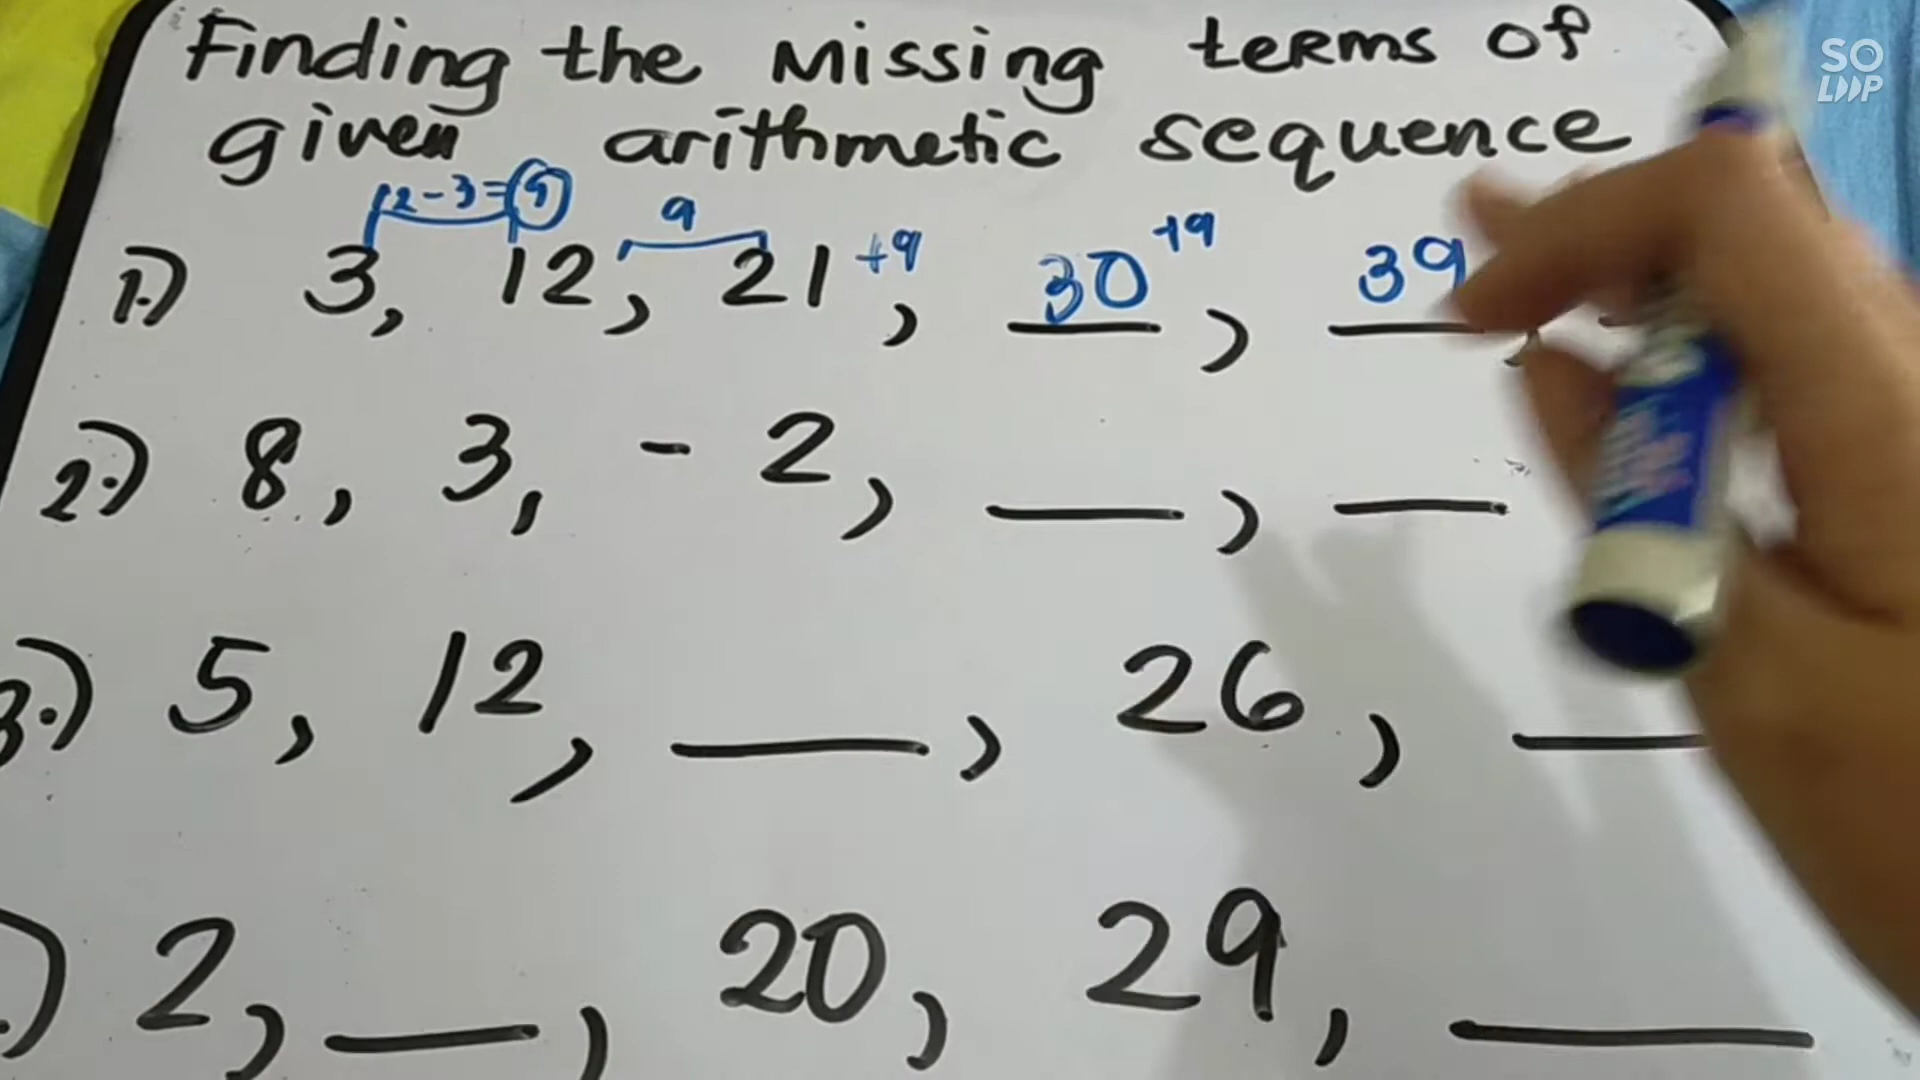 Finding the Missing terms of
given arithmetic sequence
12-3=9 9
1.) 3, 12, 21 +9, 30 +9, 39,
2.) 8, 3, -2, ___, ___
3.) 5, 12, ___, 26, ___
.) 2, ___, 20, 29, ___
SO
LOOP